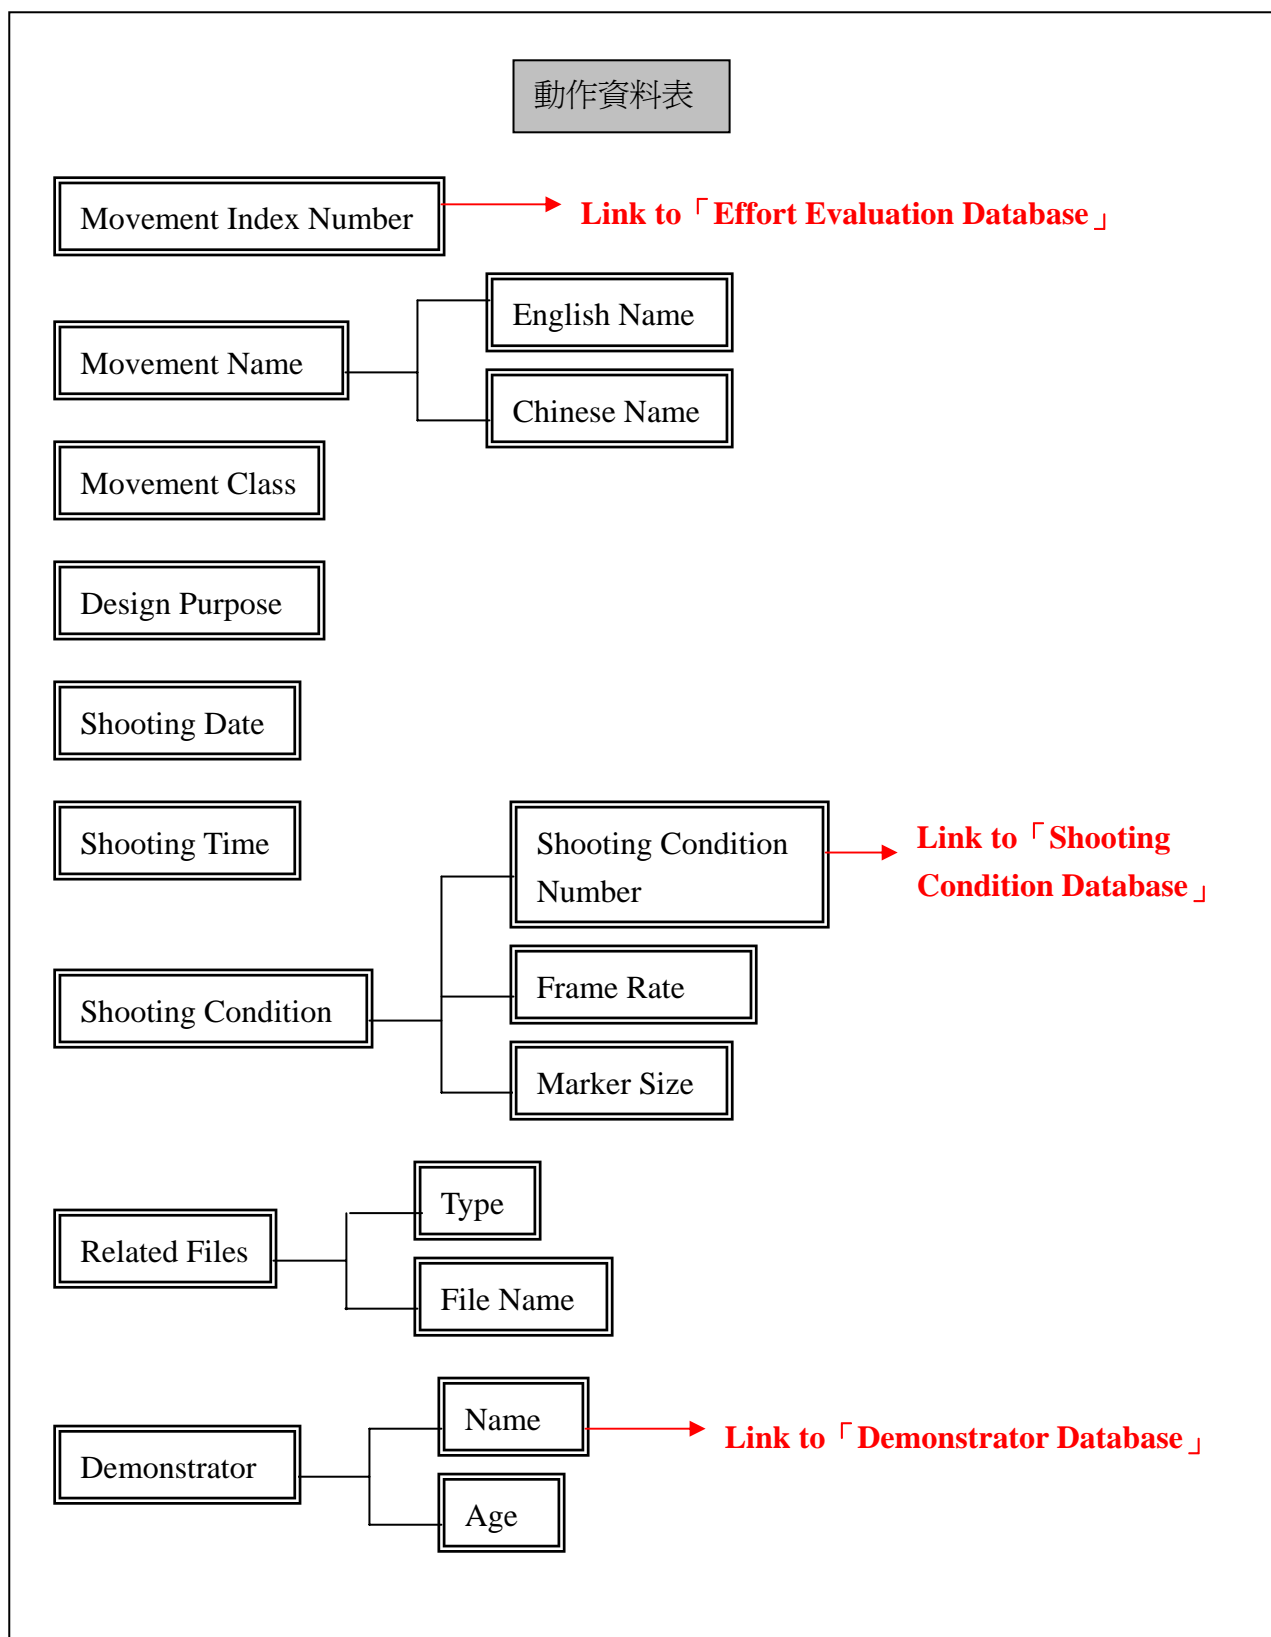 動作資料表
Movement Index Number
Link to「Effort Evaluation Database」
Movement Name
English Name
Chinese Name
Movement Class
Design Purpose
Shooting Date
Shooting Time
Shooting Condition
Shooting Condition
Number
Link to「Shooting
Condition Database」
Frame Rate
Marker Size
Related Files
Type
File Name
Demonstrator
Name
Link to「Demonstrator Database」
Age